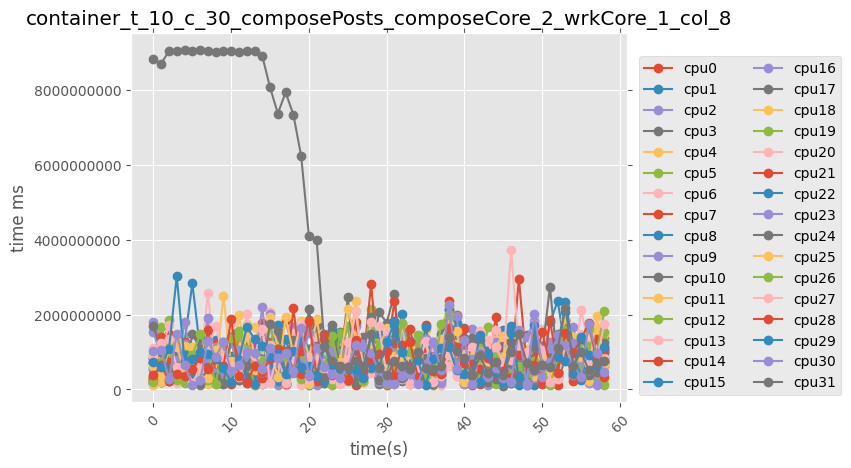 container_t_10_c_30_composePosts_composeCore_2_wrkCore_1_col_8
time ms
8000000000
6000000000
4000000000
2000000000
0
0
10
20
30
40
50
60
time(s)
cpu0
cpu1
cpu2
cpu3
cpu4
cpu5
cpu6
cpu7
cpu8
cpu9
cpu10
cpu11
cpu12
cpu13
cpu14
cpu15
cpu16
cpu17
cpu18
cpu19
cpu20
cpu21
cpu22
cpu23
cpu24
cpu25
cpu26
cpu27
cpu28
cpu29
cpu30
cpu31